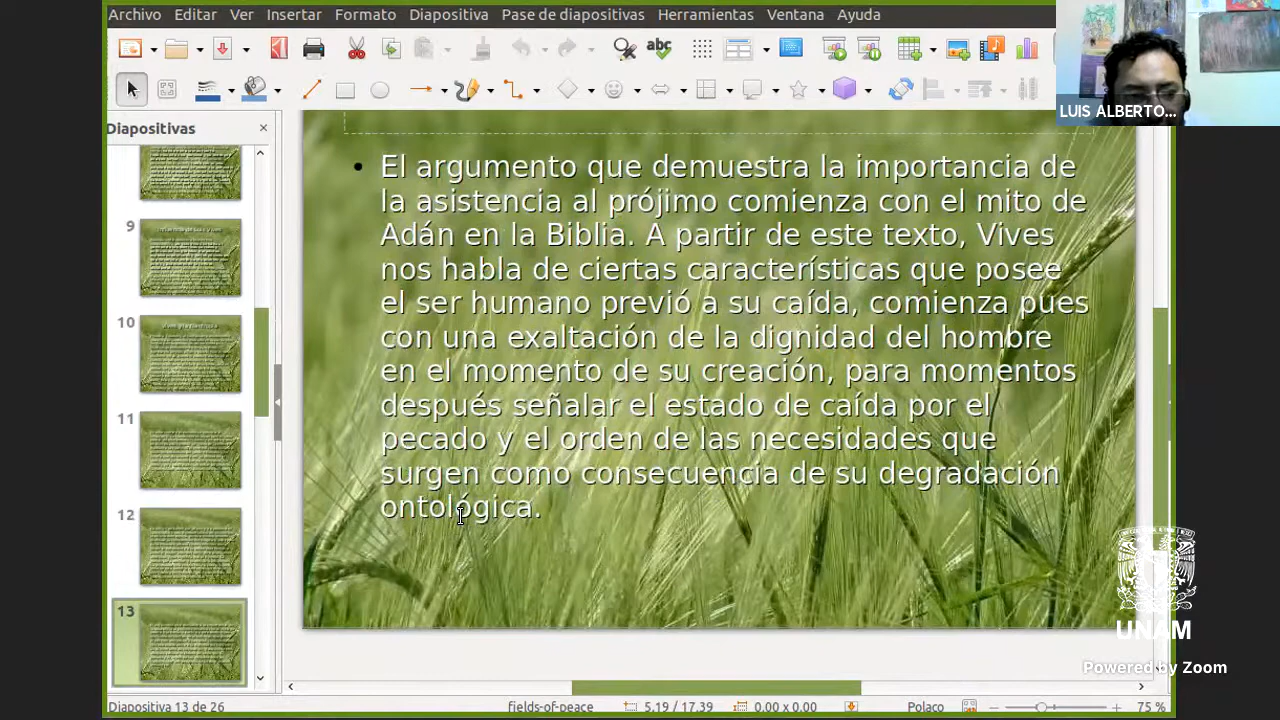 Archivo Editar Ver Insertar Formato Diapositiva Pase de diapositivas Herramientas Ventana Ayuda
abc
LUIS ALBERTO...
Diapositivas
9
10
11
12
13
El argumento que demuestra la importancia de
la asistencia al prójimo comienza con el mito de
Adán en la Biblia. A partir de este texto, Vives
nos habla de ciertas características que posee
el ser humano previó a su caída, comienza pues
con una exaltación de la dignidad del hombre
en el momento de su creación, para momentos
después señalar el estado de caída por el
pecado y el orden de las necesidades que
surgen como consecuencia de su degradación
ontológica.
UNAM
Powered by Zoom
Diapositiva 13 de 26 fields-of-peace 5.19 / 17.39 0.00 x 0.00 Polaco 75 %